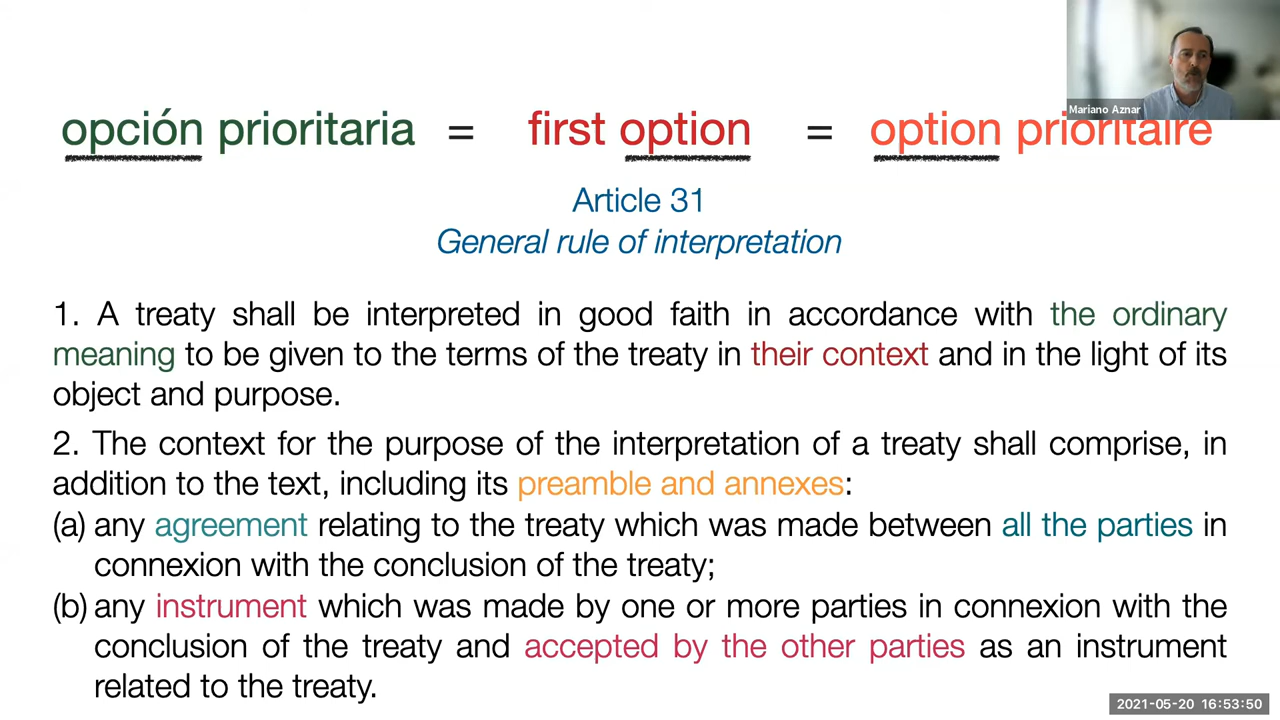 Mariano Aznar
opción prioritaria = first option = option prioritaire
Article 31
General rule of interpretation
1. A treaty shall be interpreted in good faith in accordance with the ordinary
meaning to be given to the terms of the treaty in their context and in the light of its
object and purpose.
2. The context for the purpose of the interpretation of a treaty shall comprise, in
addition to the text, including its preamble and annexes:
(a) any agreement relating to the treaty which was made between all the parties in
connexion with the conclusion of the treaty;
(b) any instrument which was made by one or more parties in connexion with the
conclusion of the treaty and accepted by the other parties as an instrument
related to the treaty.
2021-05-20 16:53:50